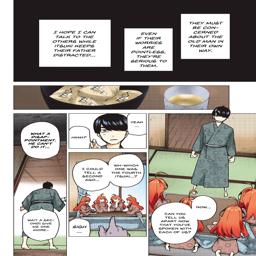 THEY MUST
BE CON-
CERNED
ABOUT THE
OLD MAN IN
THEIR OWN
WAY.
EVEN
IF THEIR
WORRIES
ARE
POINTLESS,
THEY'RE
SERIOUS TO
THEM.
I HOPE I CAN
TALK TO THE
OTHERS WHILE
ITSUKI KEEPS
THEIR FATHER
DISTRACTED...
NOW...
CAN YOU
TELL US
APART NOW
THAT YOU'VE
SPOKEN WITH
EACH OF US?
YEAH.
HMM?
WH-WHICH
ONE WAS
THE FOURTH
ITSUKI...?
I COULD
TELL A
SECOND
AGO...
SIGH
WHAT A
DISAP-
POINTMENT.
HE CAN'T
DO IT...
WAIT A SEC-
OND! GIVE ME
ONE
MORE...